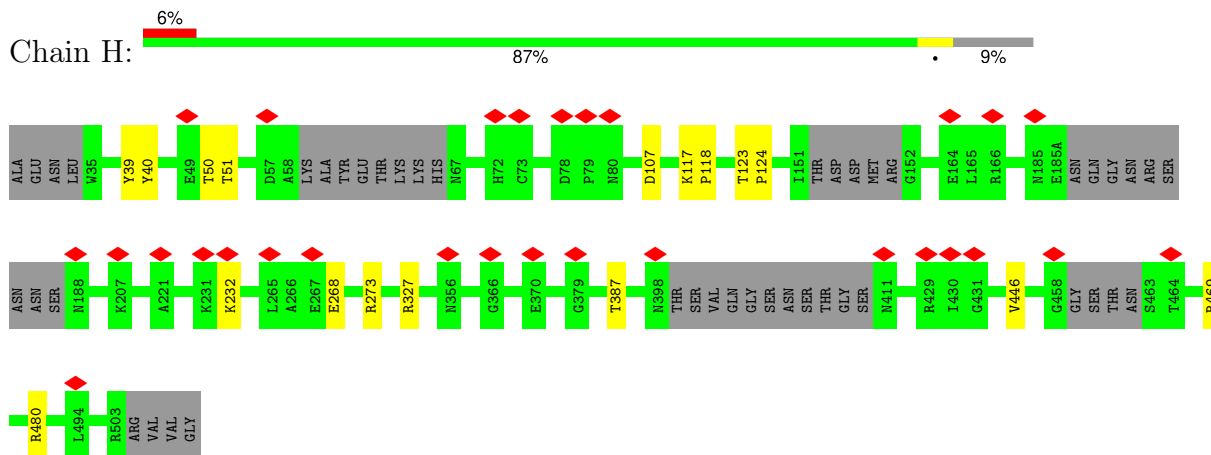 6%
Chain H:
87% • 9%
ALA GLU ASN LEU W35 Y39 Y40 E49 T50 T51 D57 A58 LYS ALA TYR GLU THR LYS LYS HIS N67 H72 C73 D78 P79 N80 D107 K117 P118 T123 P124 I151 THR ASP ASP MET ARG G152 E164 L165 R166 N185 E185A ASN GLN GLY ASN ARG SER
ASN ASN SER N188 K207 A221 K231 K232 L265 A266 E267 E268 R273 R327 N356 G366 E370 G379 T387 N398 THR SER VAL GLN GLY SER ASN SER THR GLY SER N411 R429 I430 G431 V446 G458 GLY SER THR ASN S463 T464
R480 L494 R503 ARG VAL VAL GLY